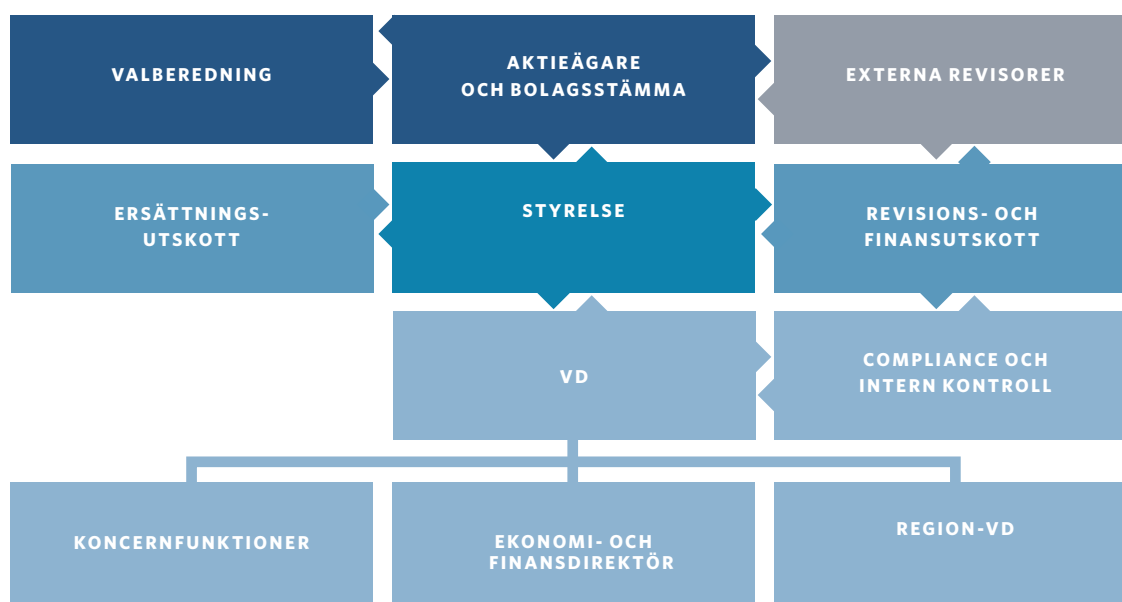 VALBEREDNING
AKTIEÄGARE
OCH BOLAGSSTÄMMA
EXTERNA REVISORER
ERSÄTTNINGS-
UTSKOTT
STYRELSE
REVISIONS- OCH
FINANSUTSKOTT
VD
COMPLIANCE OCH
INTERN KONTROLL
KONCERNFUNKTIONER
EKONOMI- OCH
FINANSDIREKTÖR
REGION-VD